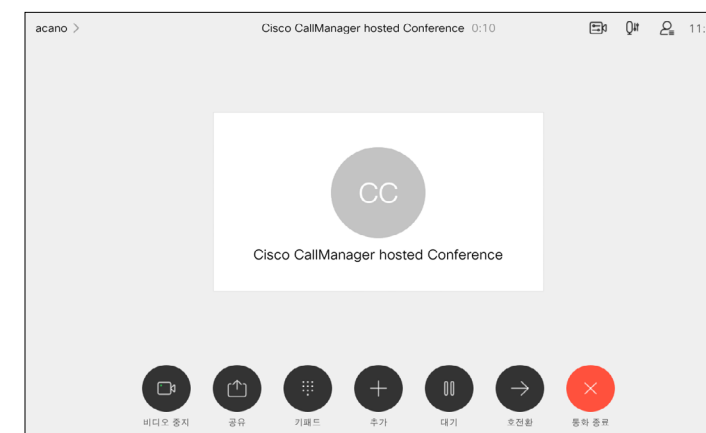 acano >
Cisco CallManager hosted Conference 0:10
11:
CC
Cisco CallManager hosted Conference
비디오 중지
공유
키패드
추가
대기
호전환
통화 종료